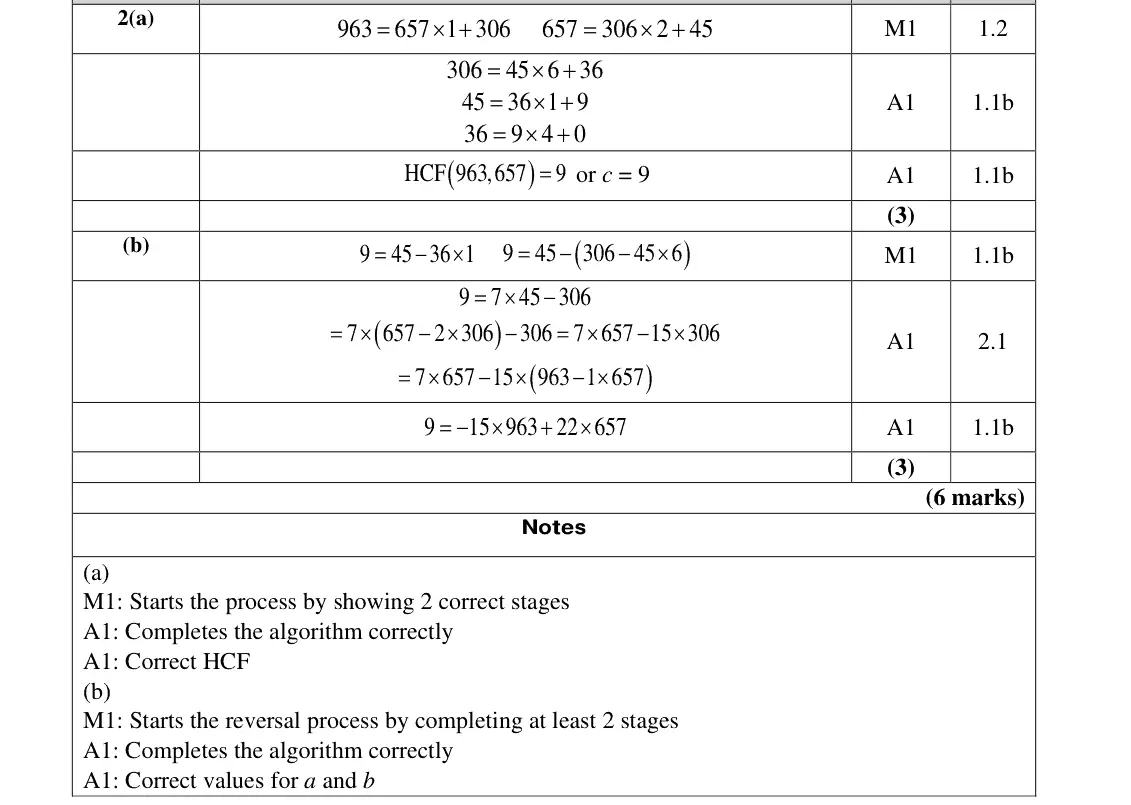 2(a) 963 = 657 × 1 + 306 657 = 306 × 2 + 45 M1 1.2
306 = 45 × 6 + 36
45 = 36 × 1 + 9 A1 1.1b
36 = 9 × 4 + 0
HCF(963,657) = 9 or c = 9 A1 1.1b
(3)
(b) 9 = 45 − 36 × 1 9 = 45 − (306 − 45 × 6) M1 1.1b
9 = 7 × 45 − 306
= 7 × (657 − 2 × 306) − 306 = 7 × 657 − 15 × 306 A1 2.1
= 7 × 657 − 15 × (963 − 1 × 657)
9 = −15 × 963 + 22 × 657 A1 1.1b
(3)
(6 marks)
Notes
(a)
M1: Starts the process by showing 2 correct stages
A1: Completes the algorithm correctly
A1: Correct HCF
(b)
M1: Starts the reversal process by completing at least 2 stages
A1: Completes the algorithm correctly
A1: Correct values for a and b